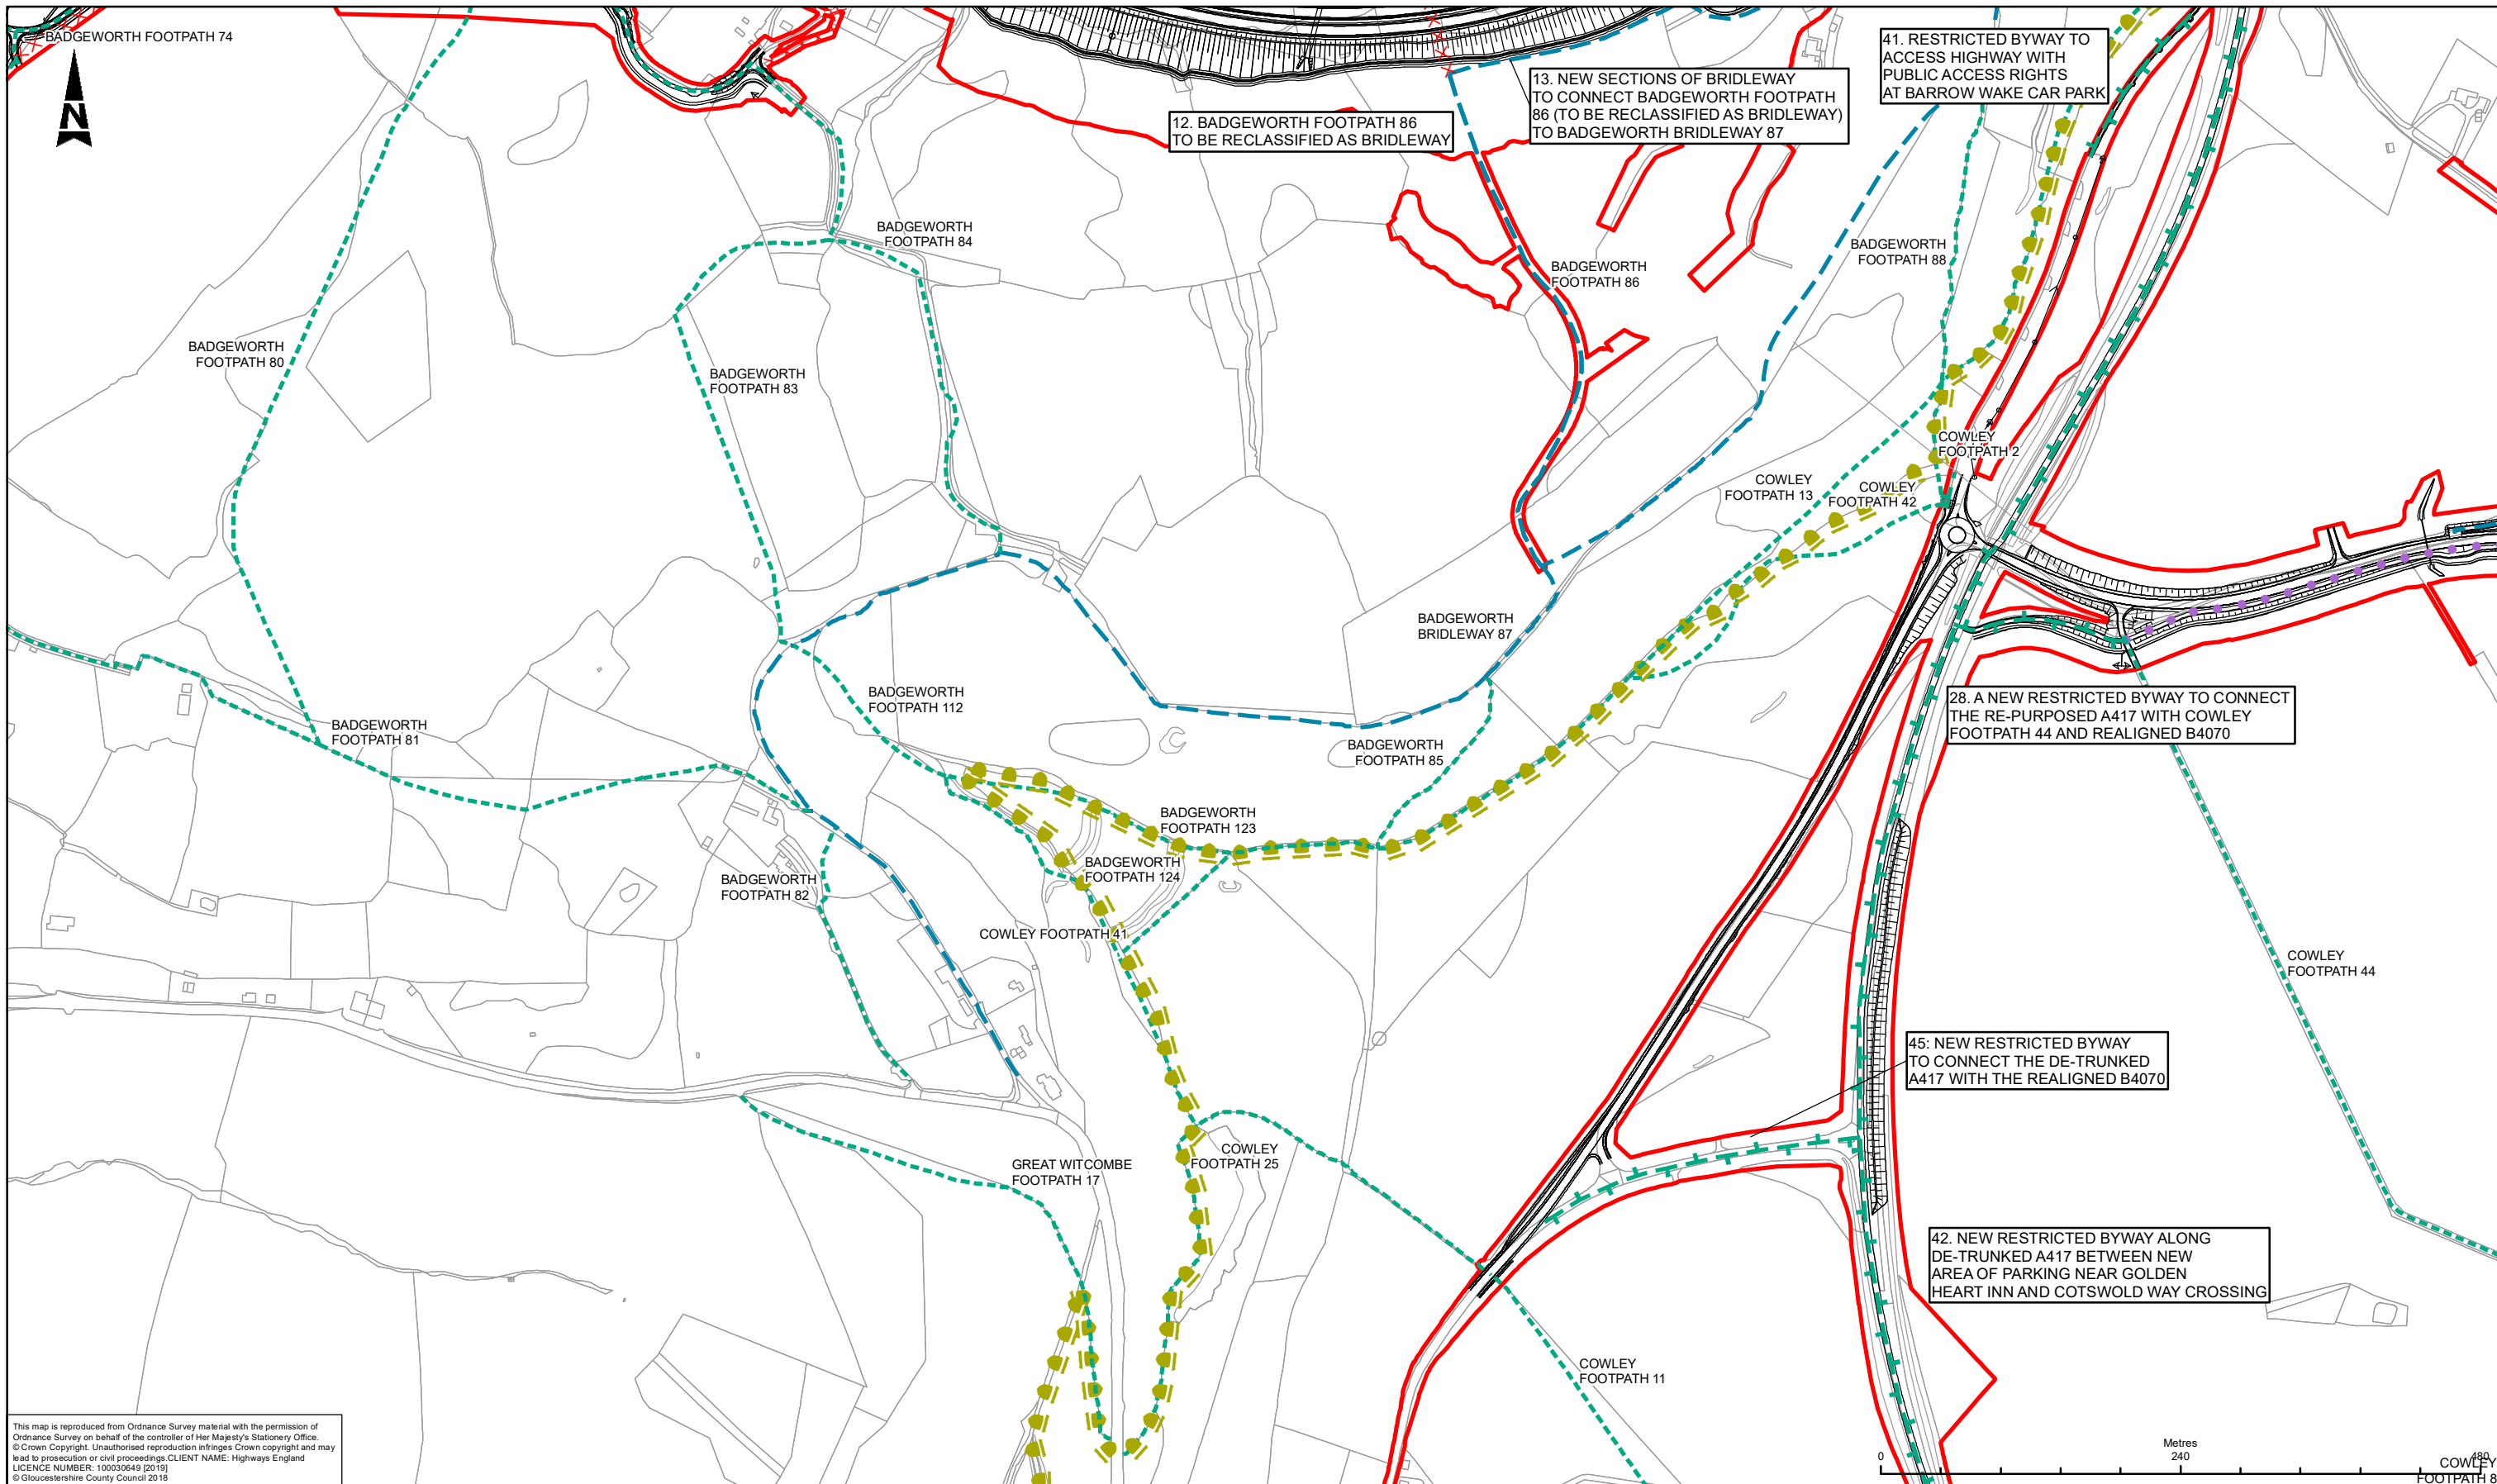 BADGEWORTH FOOTPATH 74
N
41. RESTRICTED BYWAY TO
ACCESS HIGHWAY WITH
PUBLIC ACCESS RIGHTS
AT BARROW WAKE CAR PARK
13. NEW SECTIONS OF BRIDLEWAY
TO CONNECT BADGEWORTH FOOTPATH
86 (TO BE RECLASSIFIED AS BRIDLEWAY)
TO BADGEWORTH BRIDLEWAY 87
12. BADGEWORTH FOOTPATH 86
TO BE RECLASSIFIED AS BRIDLEWAY
BADGEWORTH
FOOTPATH 84
BADGEWORTH
FOOTPATH 88
BADGEWORTH
FOOTPATH 86
BADGEWORTH
FOOTPATH 80
BADGEWORTH
FOOTPATH 83
COWLEY
FOOTPATH 2
COWLEY
FOOTPATH 13
COWLEY
FOOTPATH 42
BADGEWORTH
BRIDLEWAY 87
BADGEWORTH
FOOTPATH 112
BADGEWORTH
FOOTPATH 81
BADGEWORTH
FOOTPATH 85
28. A NEW RESTRICTED BYWAY TO CONNECT
THE RE-PURPOSED A417 WITH COWLEY
FOOTPATH 44 AND REALIGNED B4070
BADGEWORTH
FOOTPATH 123
BADGEWORTH
FOOTPATH 124
BADGEWORTH
FOOTPATH 82
COWLEY FOOTPATH 41
COWLEY
FOOTPATH 44
45: NEW RESTRICTED BYWAY
TO CONNECT THE DE-TRUNKED
A417 WITH THE REALIGNED B4070
COWLEY
FOOTPATH 25
GREAT WITCOMBE
FOOTPATH 17
42. NEW RESTRICTED BYWAY ALONG
DE-TRUNKED A417 BETWEEN NEW
AREA OF PARKING NEAR GOLDEN
HEART INN AND COTSWOLD WAY CROSSING
COWLEY
FOOTPATH 11
This map is reproduced from Ordnance Survey material with the permission of
Ordnance Survey on behalf of the controller of Her Majesty's Stationery Office.
© Crown Copyright. Unauthorised reproduction infringes Crown copyright and may
lead to prosecution or civil proceedings.CLIENT NAME: Highways England
LICENCE NUMBER: 100030649 [2019]
© Gloucestershire County Council 2018
Metres
0 240 480
COWLEY
FOOTPATH 8